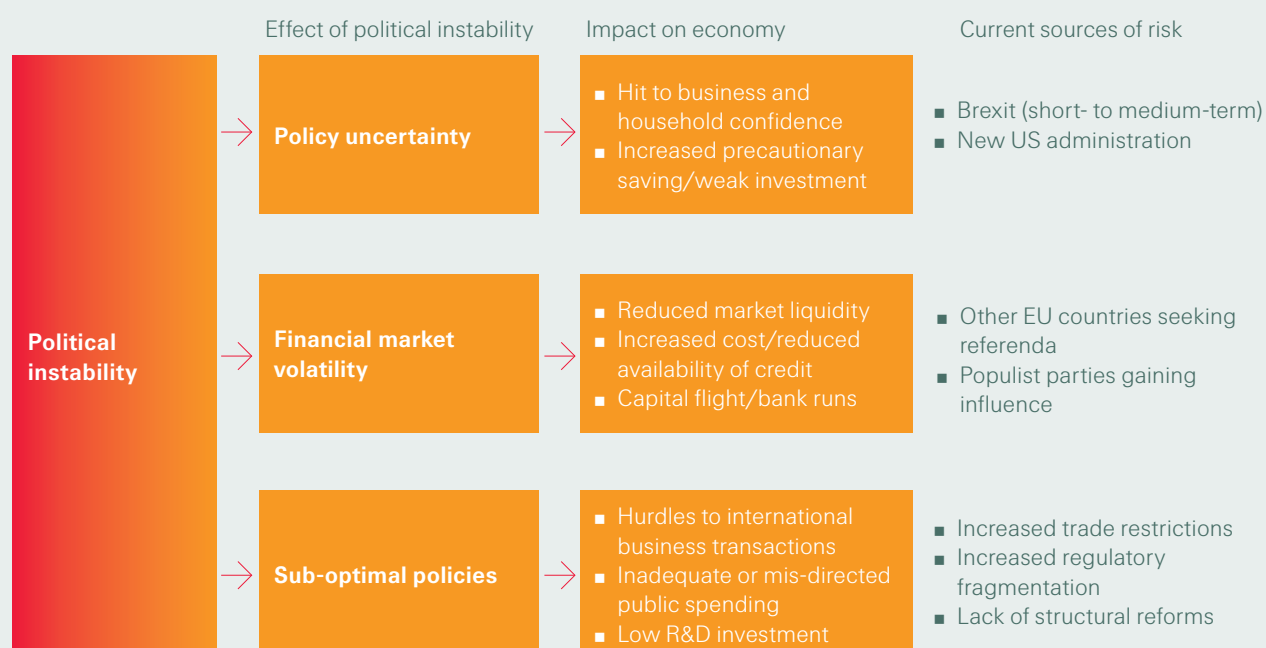 Effect of political instability
Impact on economy
Current sources of risk
Political
instability
Policy uncertainty
■ Hit to business and
household confidence
■ Increased precautionary
saving/weak investment
■ Brexit (short- to medium-term)
■ New US administration
Financial market
volatility
■ Reduced market liquidity
■ Increased cost/reduced
availability of credit
■ Capital flight/bank runs
■ Other EU countries seeking
referenda
■ Populist parties gaining
influence
Sub-optimal policies
■ Hurdles to international
business transactions
■ Inadequate or mis-directed
public spending
■ Low R&D investment
■ Increased trade restrictions
■ Increased regulatory
fragmentation
■ Lack of structural reforms